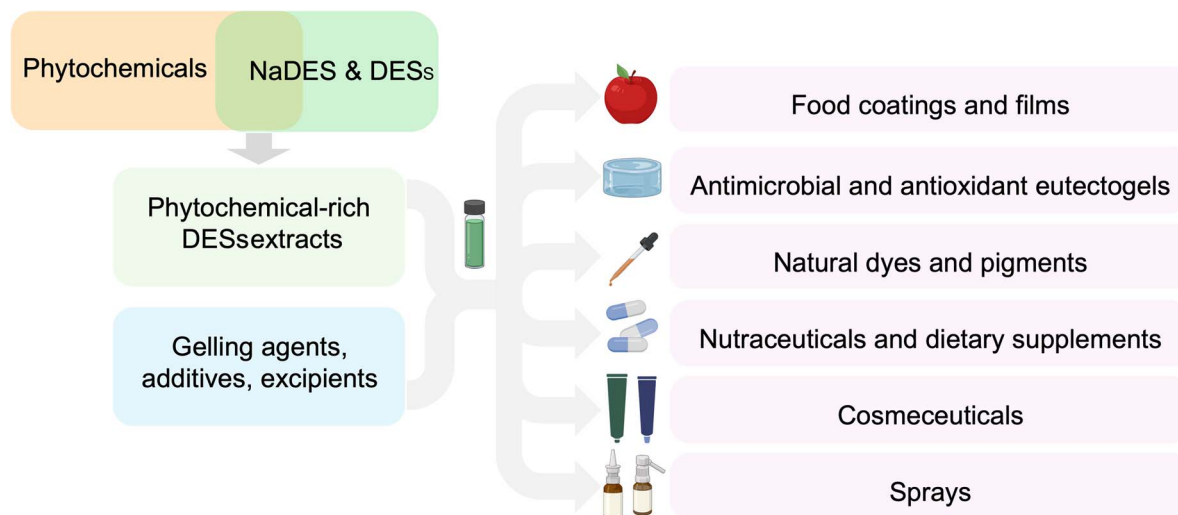 Phytochemicals
NaDES & DESs
Phytochemical-rich
DESsextracts
Gelling agents,
additives, excipients
Food coatings and films
Antimicrobial and antioxidant eutectogels
Natural dyes and pigments
Nutraceuticals and dietary supplements
Cosmeceuticals
Sprays